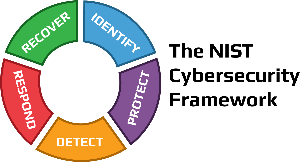 RECOVER
IDENTIFY
PROTECT
DETECT
RESPOND
The NIST
Cybersecurity
Framework